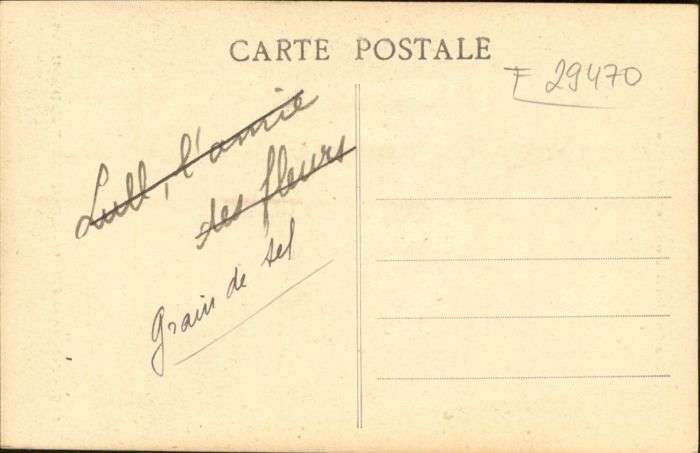 CARTE POSTALE
F 29470
Lull, l'amie
des fleurs
Grain de sel